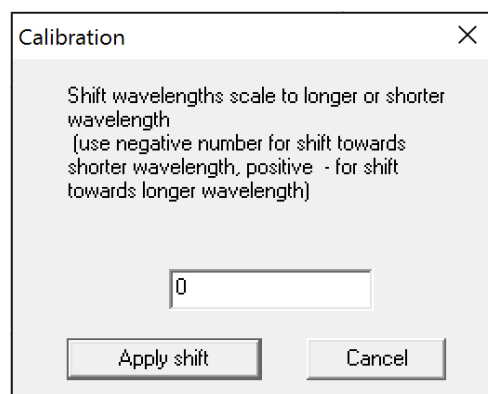 Calibration
Shift wavelengths scale to longer or shorter
wavelength
(use negative number for shift towards
shorter wavelength, positive - for shift
towards longer wavelength)
0
Apply shift
Cancel